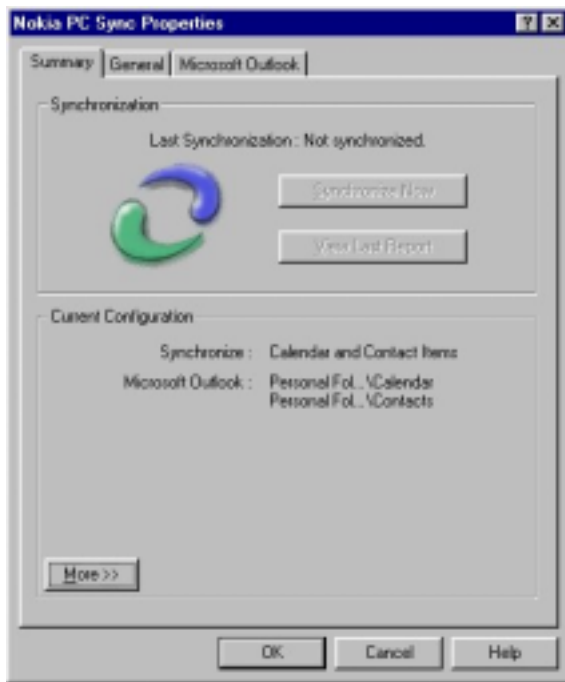 Nokia PC Sync Properties
Summary General Microsoft Outlook
Synchronization
Last Synchronization : Not synchronized.
Synchronize Now
View Last Report
Current Configuration
Synchronize : Calendar and Contact Items
Microsoft Outlook : Personal Fol...\Calendar
Personal Fol...\Contacts
More >>
OK Cancel Help